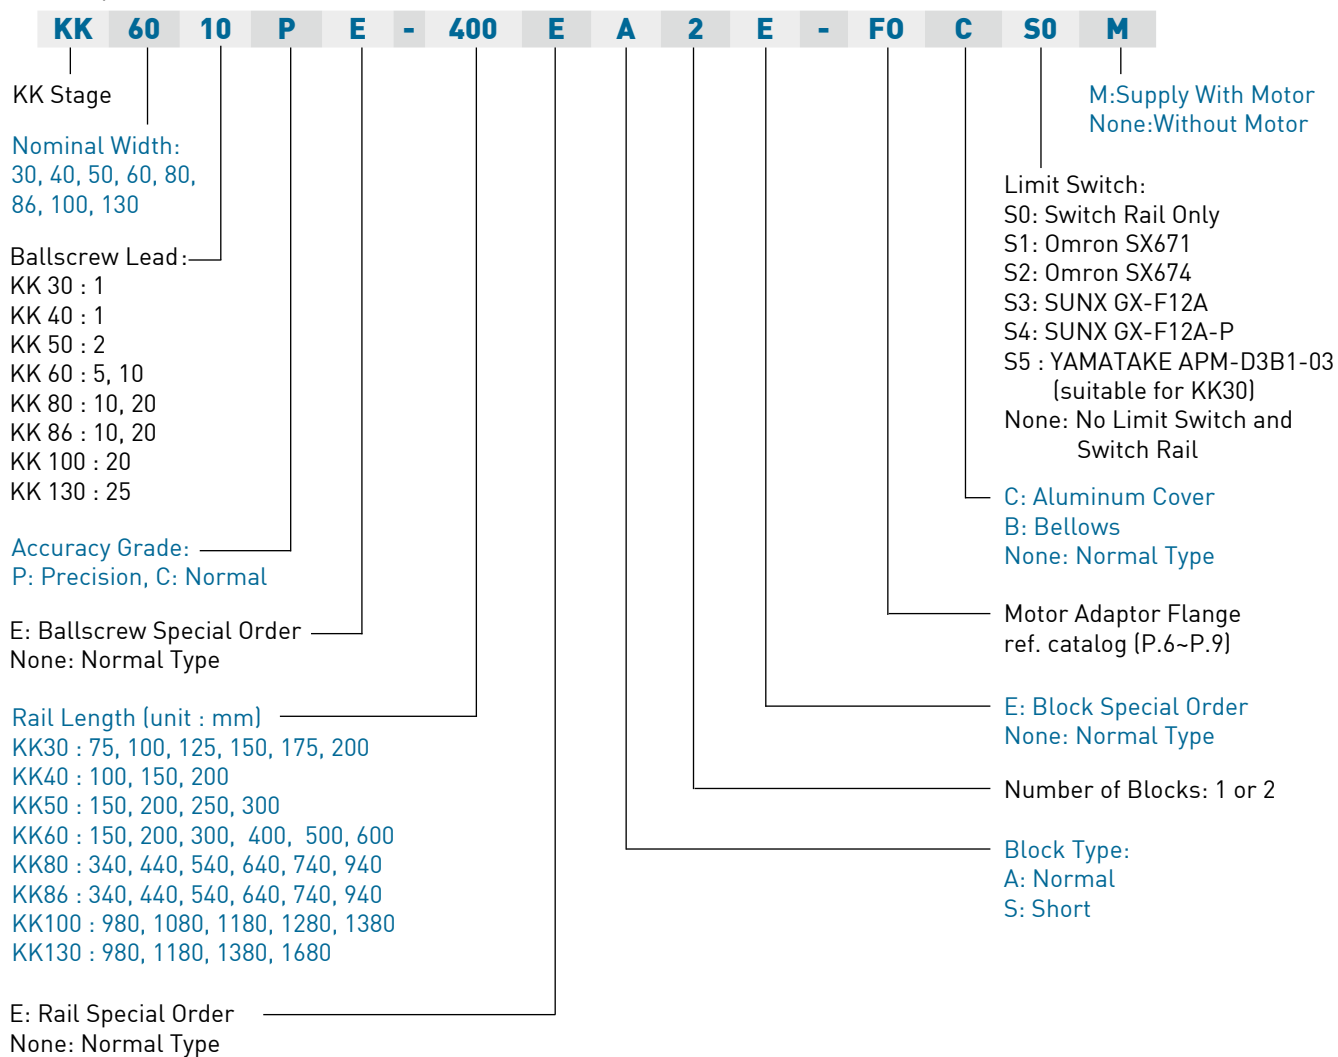 KK 60 10 P E - 400 E A 2 E - F0 C S0 M
KK Stage
Nominal Width:
30, 40, 50, 60, 80,
86, 100, 130
Ballscrew Lead:
KK 30 : 1
KK 40 : 1
KK 50 : 2
KK 60 : 5, 10
KK 80 : 10, 20
KK 86 : 10, 20
KK 100 : 20
KK 130 : 25
Accuracy Grade:
P: Precision, C: Normal
E: Ballscrew Special Order
None: Normal Type
Rail Length (unit : mm)
KK30 : 75, 100, 125, 150, 175, 200
KK40 : 100, 150, 200
KK50 : 150, 200, 250, 300
KK60 : 150, 200, 300, 400, 500, 600
KK80 : 340, 440, 540, 640, 740, 940
KK86 : 340, 440, 540, 640, 740, 940
KK100 : 980, 1080, 1180, 1280, 1380
KK130 : 980, 1180, 1380, 1680
E: Rail Special Order
None: Normal Type
M:Supply With Motor
None:Without Motor
Limit Switch:
S0: Switch Rail Only
S1: Omron SX671
S2: Omron SX674
S3: SUNX GX-F12A
S4: SUNX GX-F12A-P
S5 : YAMATAKE APM-D3B1-03
(suitable for KK30)
None: No Limit Switch and
Switch Rail
C: Aluminum Cover
B: Bellows
None: Normal Type
Motor Adaptor Flange
ref. catalog (P.6~P.9)
E: Block Special Order
None: Normal Type
Number of Blocks: 1 or 2
Block Type:
A: Normal
S: Short